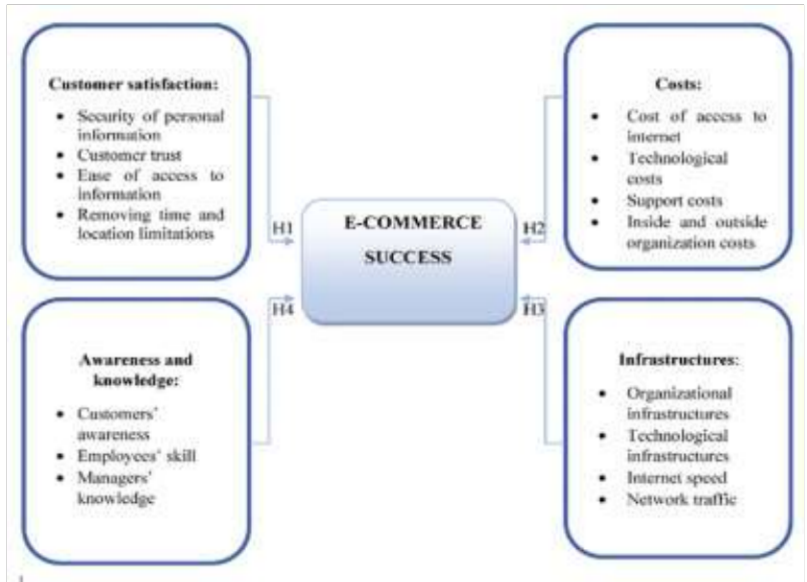 Customer satisfaction:
• Security of personal
information
• Customer trust
• Ease of access to
information
• Removing time and
location limitations
Costs:
• Cost of access to
internet
• Technological
costs
• Support costs
• Inside and outside
organization costs
H1
E-COMMERCE
SUCCESS
H2
H4
H3
Awareness and
knowledge:
• Customers’
awareness
• Employees’ skill
• Managers’
knowledge
Infrastructures:
• Organizational
infrastructures
• Technological
infrastructures
• Internet speed
• Network traffic